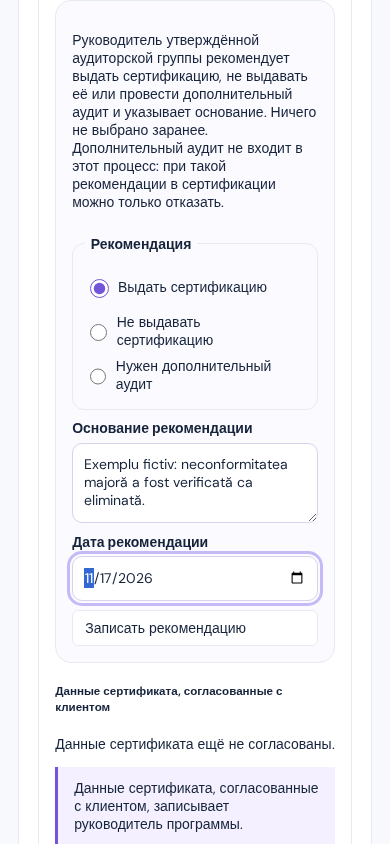 Руководитель утверждённой
аудиторской группы рекомендует
выдать сертификацию, не выдавать
её или провести дополнительный
аудит и указывает основание. Ничего
не выбрано заранее.
Дополнительный аудит не входит в
этот процесс: при такой
рекомендации в сертификации
можно только отказать.
Рекомендация
Выдать сертификацию
Не выдавать
сертификацию
Нужен дополнительный
аудит
Основание рекомендации
Exemplu fictiv: neconformitatea
majoră a fost verificată ca
eliminată.
Дата рекомендации
11/17/2026
Записать рекомендацию
Данные сертификата, согласованные с
клиентом
Данные сертификата ещё не согласованы.
Данные сертификата, согласованные
с клиентом, записывает
руководитель программы.